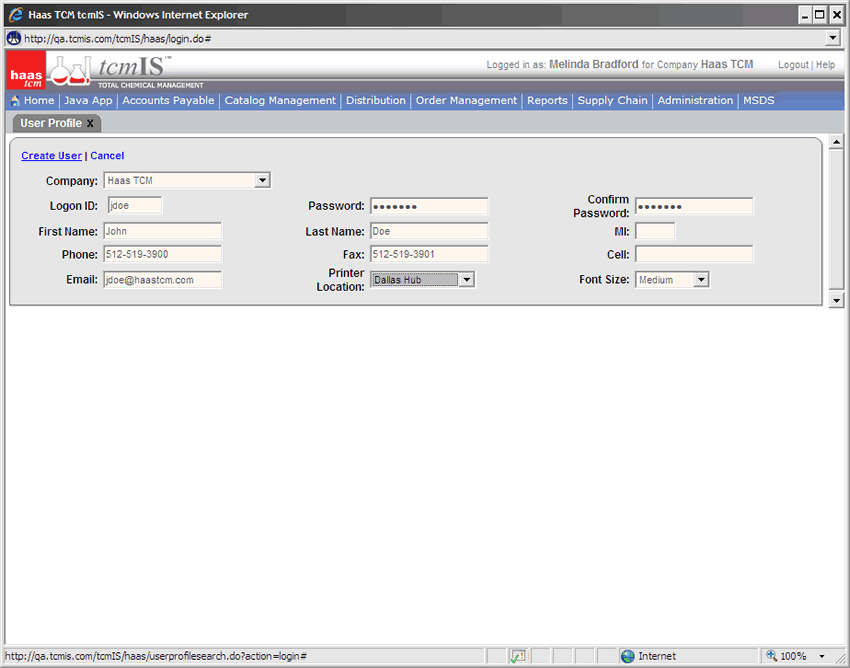 Haas TCM tcmIS - Windows Internet Explorer
http://qa.tcmis.com/tcmIS/haas/login.do#
haas tcm
tcmIS™
TOTAL CHEMICAL MANAGEMENT
Logged in as: Melinda Bradford for Company Haas TCM Logout | Help
Home Java App Accounts Payable Catalog Management Distribution Order Management Reports Supply Chain Administration MSDS
User Profile X
Create User | Cancel
Company: Haas TCM
Logon ID: jdoe Password: ••••••• Confirm Password: •••••••
First Name: John Last Name: Doe MI:
Phone: 512-519-3900 Fax: 512-519-3901 Cell:
Email: jdoe@haastcm.com Printer Location: Dallas Hub Font Size: Medium
http://qa.tcmis.com/tcmIS/haas/userprofilesearch.do?action=login# Internet 100%